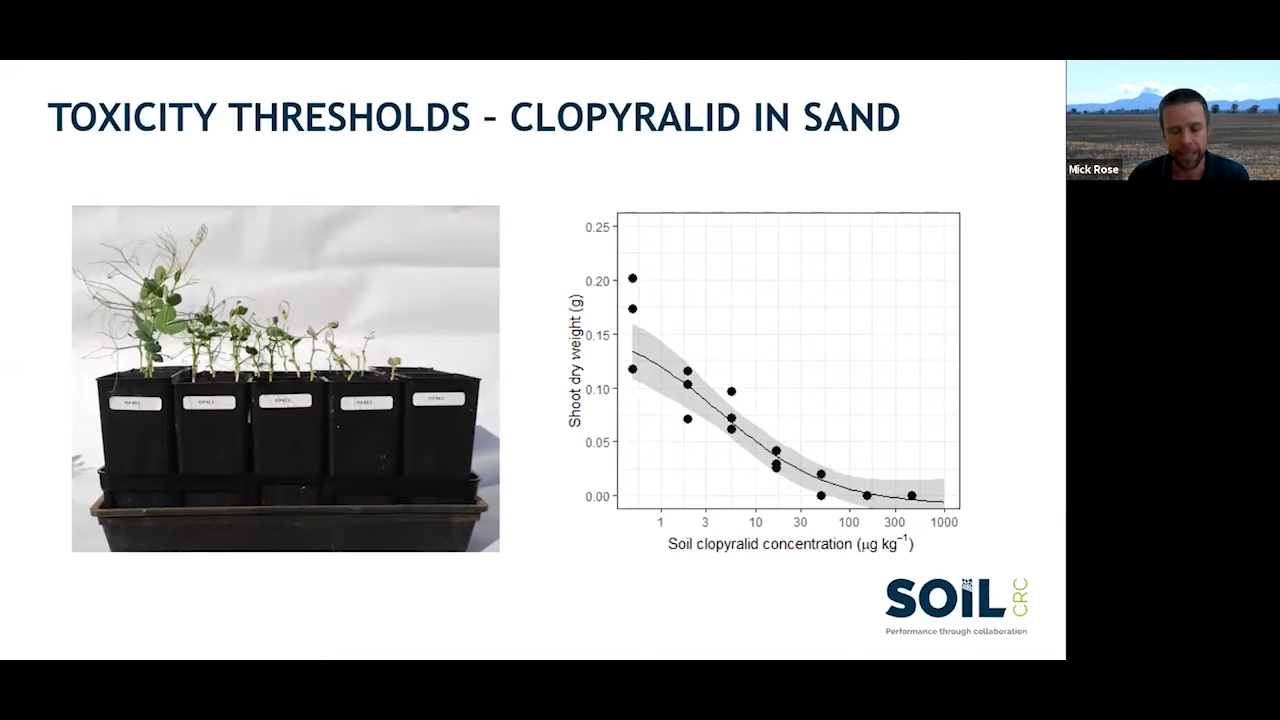 TOXICITY THRESHOLDS - CLOPYRALID IN SAND
Mick Rose
0.25
0.20
0.15
0.10
0.05
0.00
Shoot dry weight (g)
1 3 10 30 100 300 1000
Soil clopyralid concentration (μg kg⁻¹)
SOIL CRC
Performance through collaboration